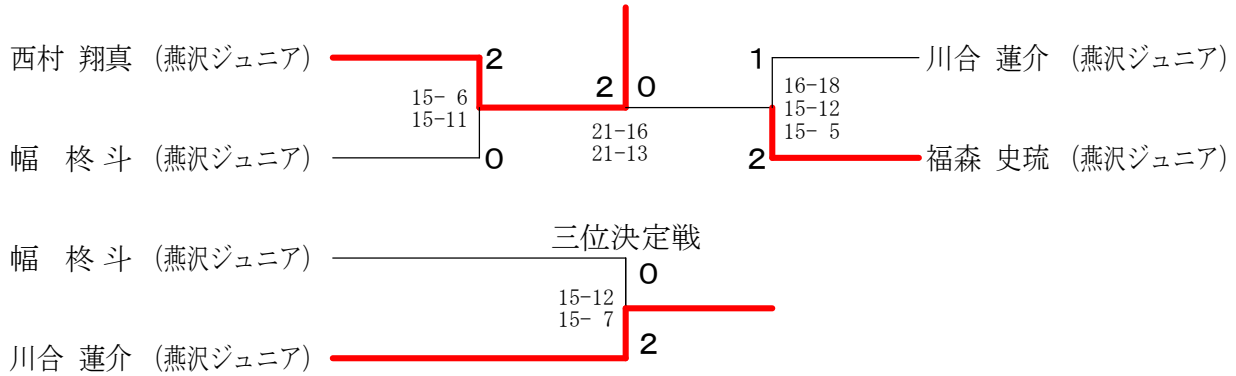 西村 翔真 (燕沢ジュニア)
2
15- 6
15-11
幅 柊斗 (燕沢ジュニア)
0
2 0
21-16
21-13
1
川合 蓮介 (燕沢ジュニア)
16-18
15-12
15- 5
2
福森 史琉 (燕沢ジュニア)
三位決定戦
幅 柊斗 (燕沢ジュニア)
0
15-12
15- 7
川合 蓮介 (燕沢ジュニア)
2